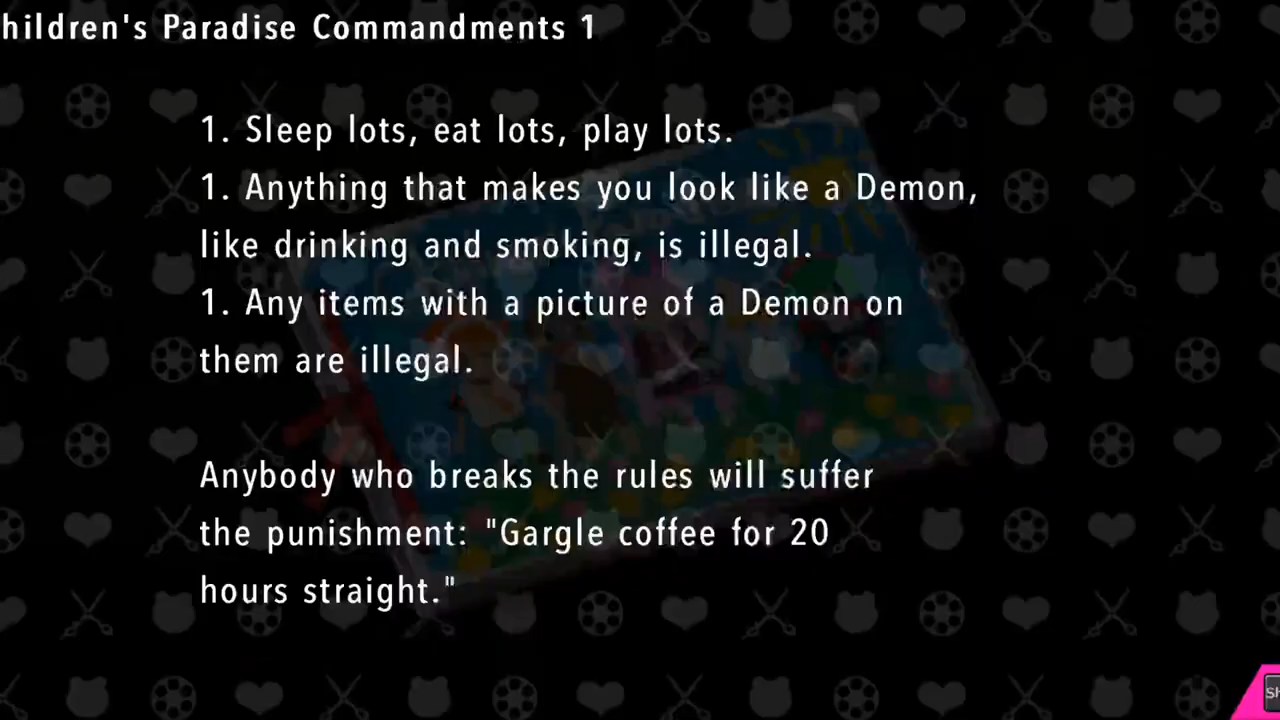 hildren's Paradise Commandments 1
1. Sleep lots, eat lots, play lots.
1. Anything that makes you look like a Demon,
like drinking and smoking, is illegal.
1. Any items with a picture of a Demon on
them are illegal.
Anybody who breaks the rules will suffer
the punishment: "Gargle coffee for 20
hours straight."
SH